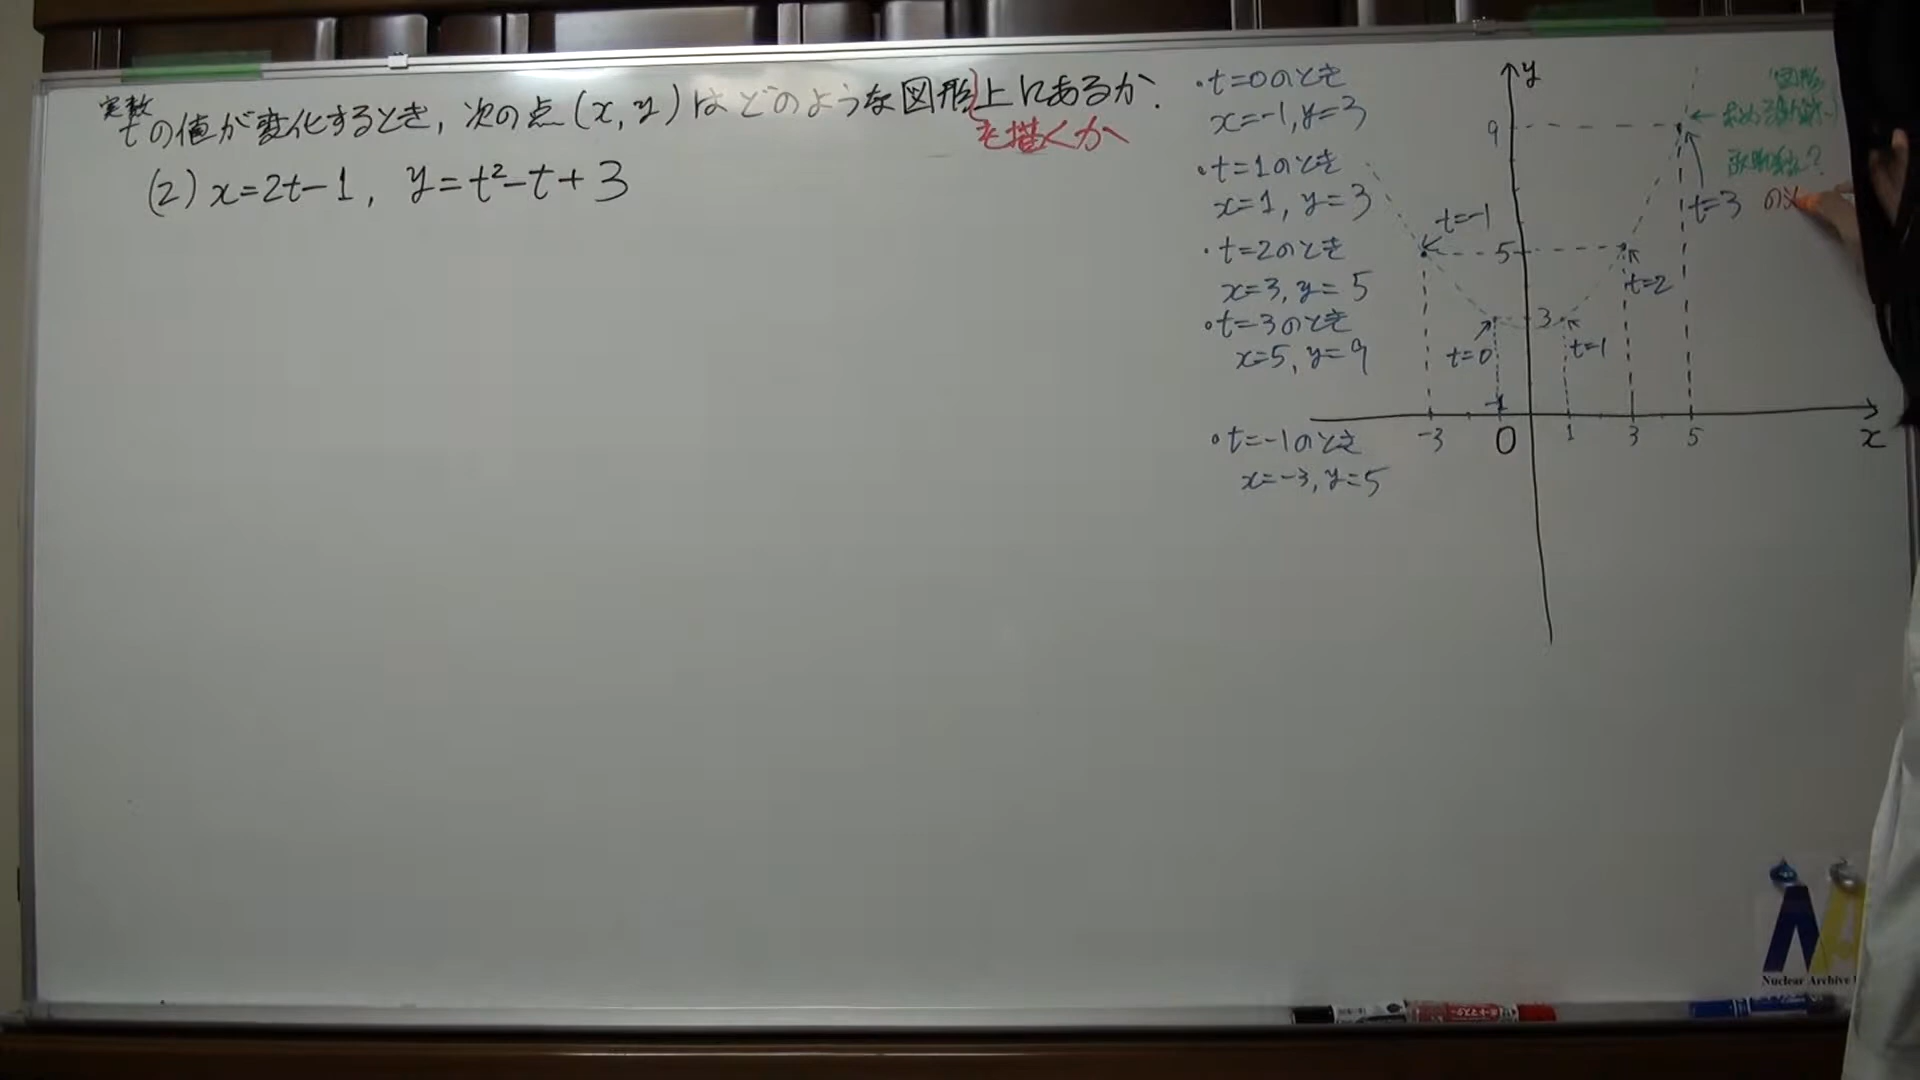 実数
tの値が変化するとき, 次の点(x, y)はどのような図形上にあるか.
を描くか
(2) x=2t-1, y=t²-t+3
・t=0のとき
x=-1, y=3
・t=1のとき
x=1, y=3
・t=2のとき
x=3, y=5
・t=3のとき
x=5, y=9
・t=-1のとき
x=-3, y=5
y
9
t=3
t=-1
5
t=2
3
t=0
t=1
-1
-3
O
1
3
5
x
図形
放物線?
Nuclear Archive